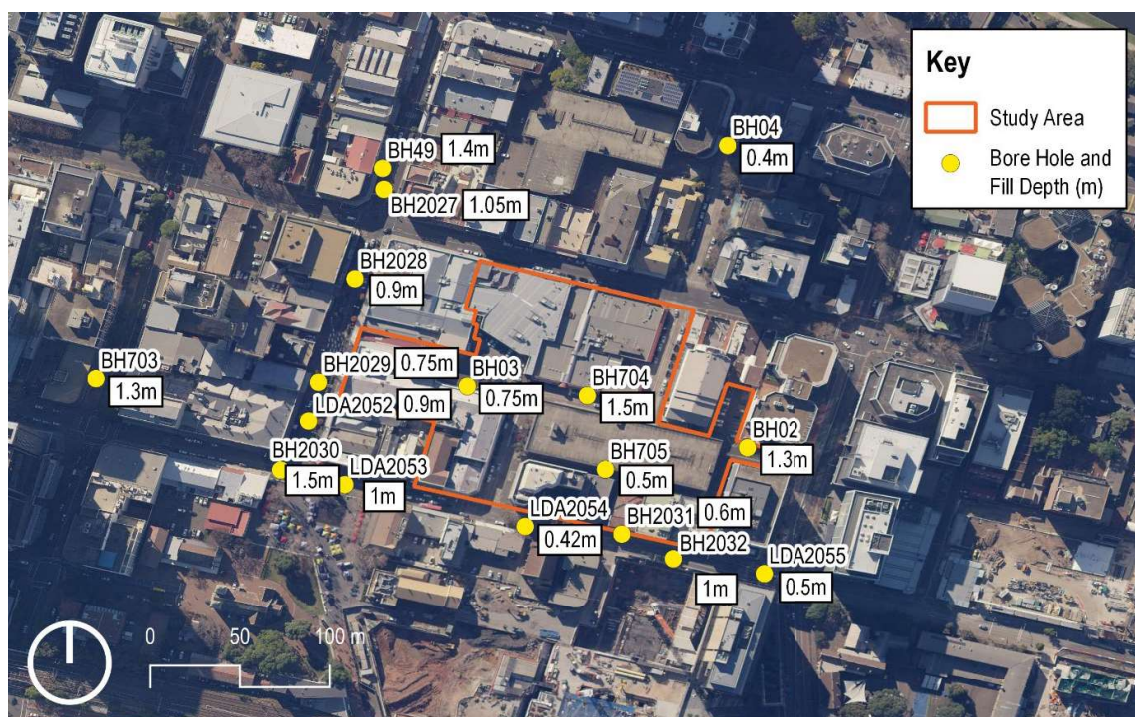 Key
Study Area
Bore Hole and
Fill Depth (m)
BH04
0.4m
BH49
1.4m
BH2027
1.05m
BH2028
0.9m
BH703
1.3m
BH2029
0.75m
BH03
0.75m
LDA2052
0.9m
BH704
1.5m
BH02
1.3m
BH2030
1.5m
LDA2053
1m
BH705
0.5m
LDA2054
0.42m
BH2031
0.6m
BH2032
1m
LDA2055
0.5m
0 50 100 m